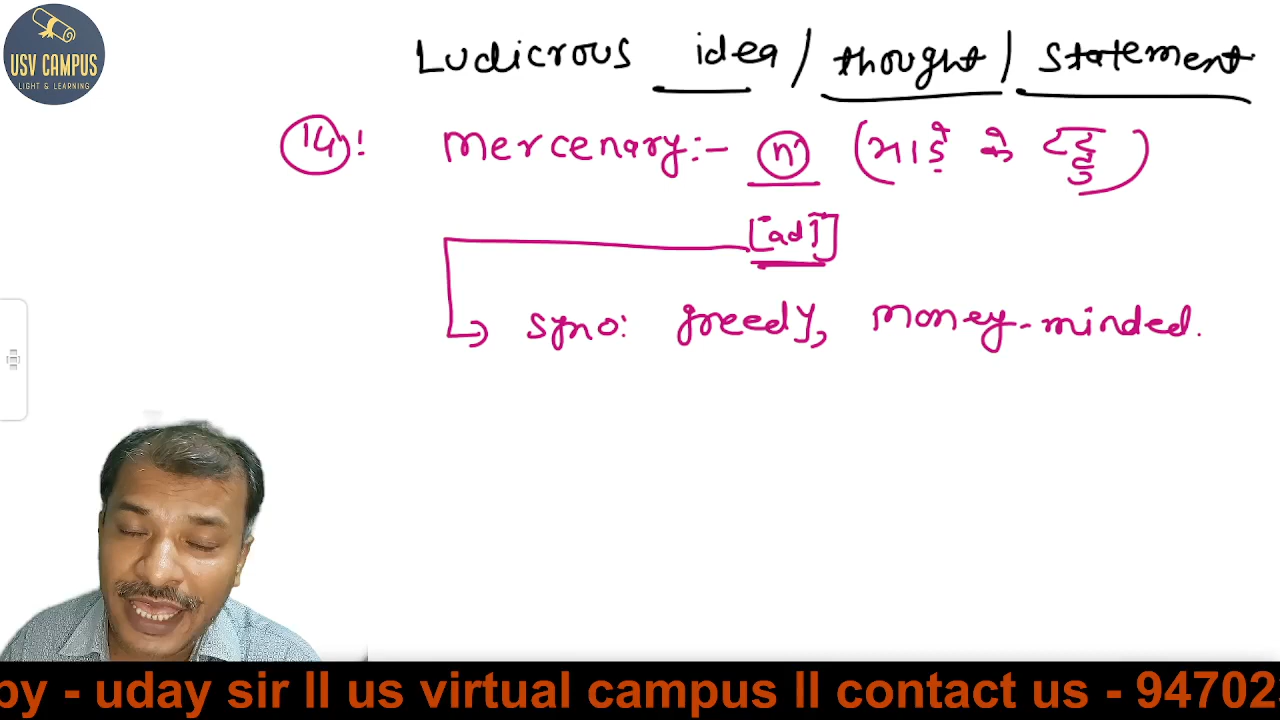 USV CAMPUS
LIGHT & LEARNING
Ludicrous idea / thought / statement
14! mercenary:- n (भाड़े के टट्टू)
[adj]
syno: greedy, money-minded.
by - uday sir ll us virtual campus ll contact us - 94702